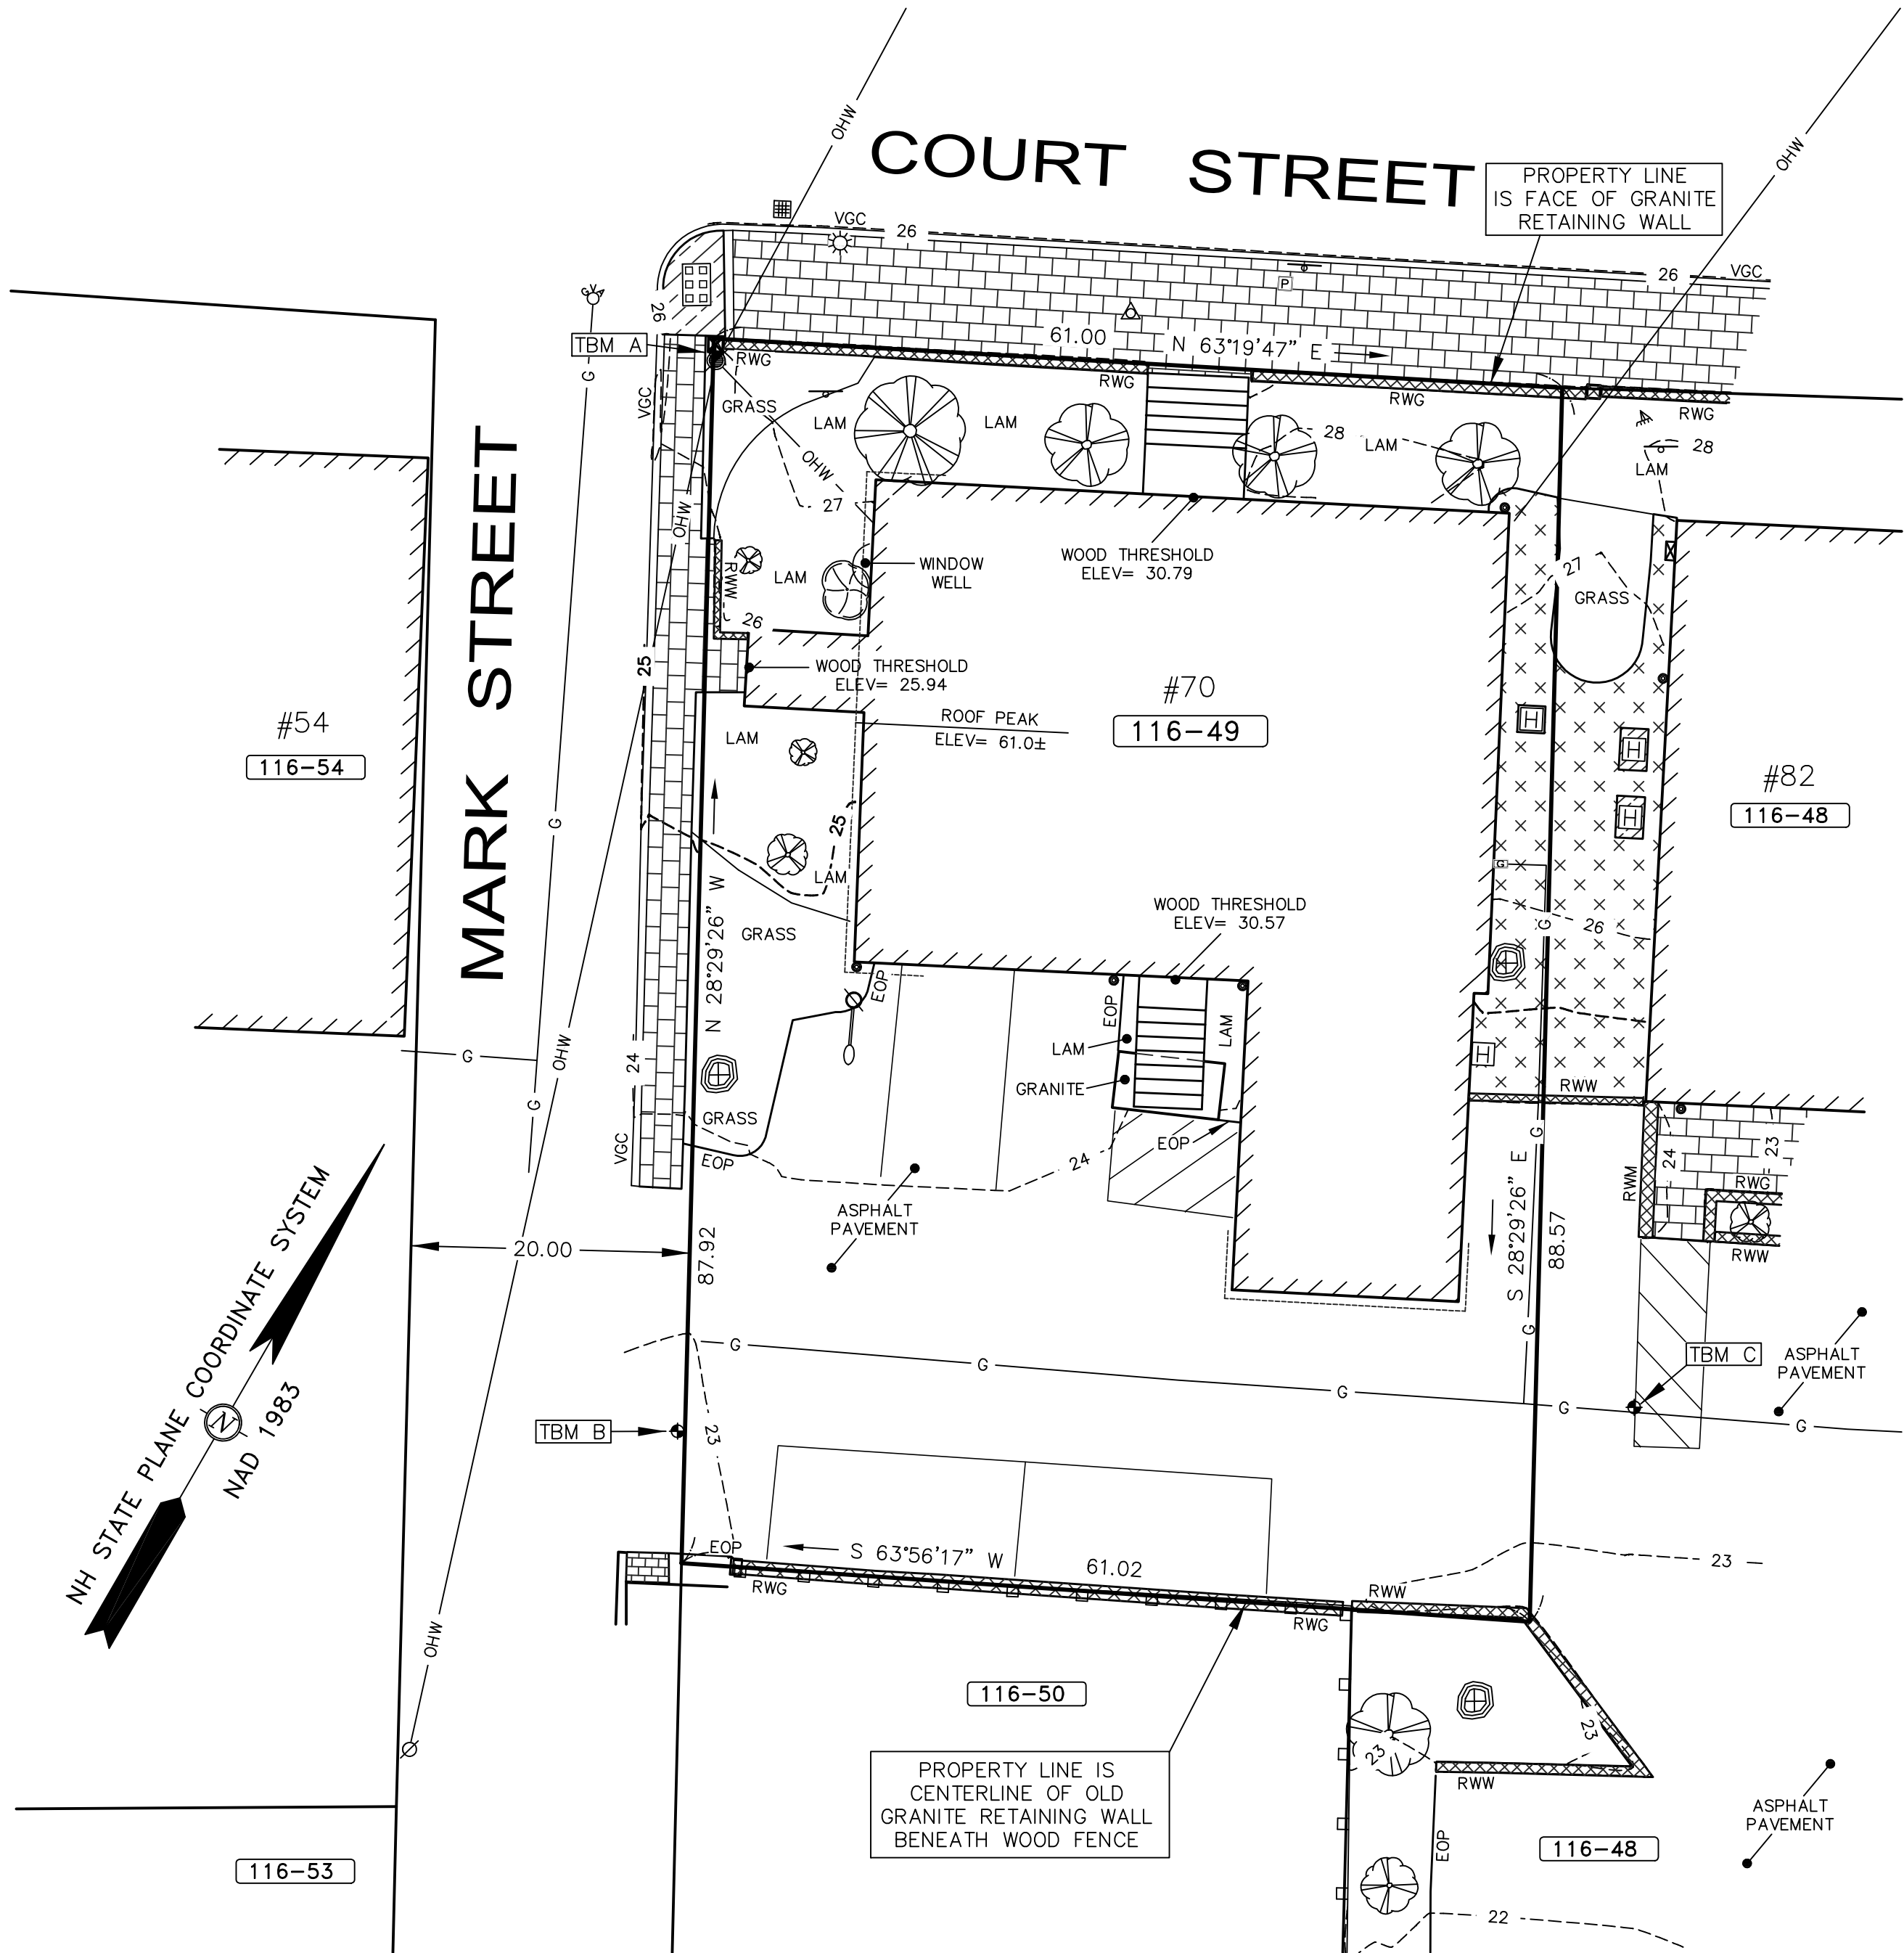 COURT STREET
PROPERTY LINE
IS FACE OF GRANITE
RETAINING WALL
OHW
OHW
VGC
26
26
VGC
26
GV
P
TBM A
RWG
61.00
N 63°19'47" E
RWG
RWG
RWG
G
VGC
GRASS
LAM
LAM
28
LAM
28
LAM
OHW
27
OHW
WINDOW
WELL
WOOD THRESHOLD
ELEV= 30.79
27
GRASS
RWW
LAM
26
25
WOOD THRESHOLD
ELEV= 25.94
MARK STREET
#54
116-54
ROOF PEAK
ELEV= 61.0±
#70
116-49
H
H
H
#82
116-48
LAM
G
25
LAM
G
N 28°29'26" W
GRASS
WOOD THRESHOLD
ELEV= 30.57
G
26
EOP
EOP
LAM
LAM
GRANITE
H
RWW
G
24
OHW
G
VGC
GRASS
EOP
EOP
24
G
24
23
RWM
RWG
RWW
ASPHALT
PAVEMENT
20.00
87.92
S 28°29'26" E
88.57
NH STATE PLANE COORDINATE SYSTEM
N
NAD 1983
G
G
G
G
G
G
TBM C
ASPHALT
PAVEMENT
TBM B
23
EOP
S 63°56'17" W
61.02
23
RWG
RWG
RWW
OHW
116-50
23
23
RWW
PROPERTY LINE IS
CENTERLINE OF OLD
GRANITE RETAINING WALL
BENEATH WOOD FENCE
ASPHALT
PAVEMENT
EOP
116-48
116-53
22